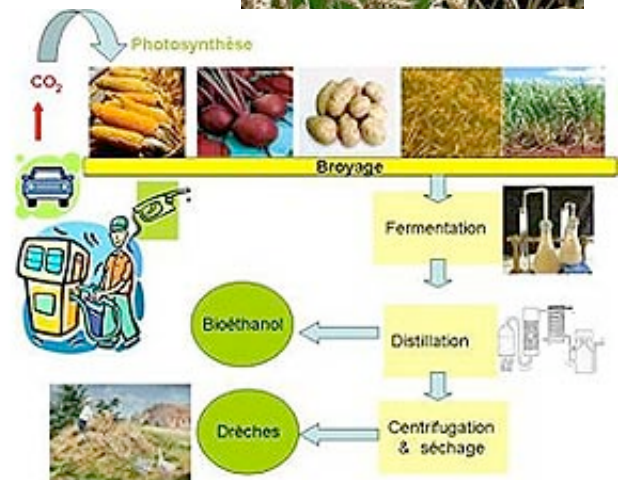 Photosynthèse
CO2
Broyage
Fermentation
Bioéthanol
Distillation
Drèches
Centrifugation
& séchage